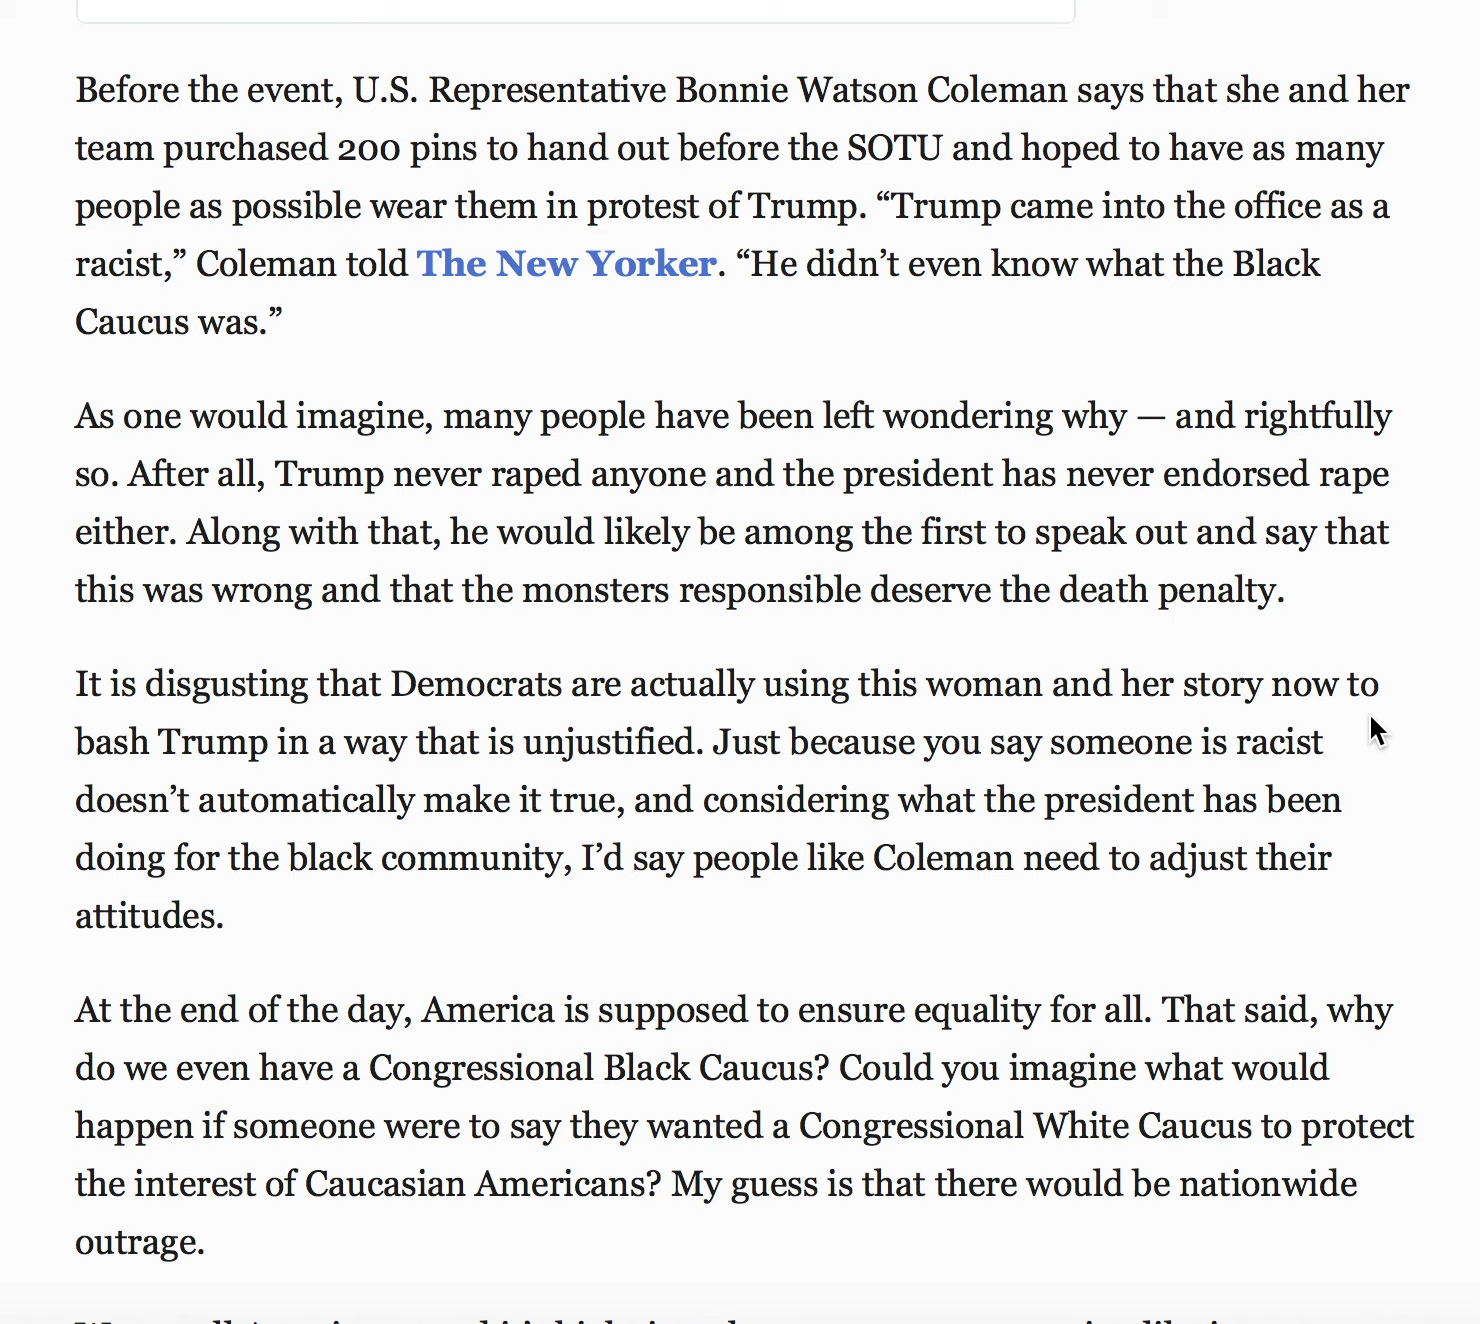 Before the event, U.S. Representative Bonnie Watson Coleman says that she and her
team purchased 200 pins to hand out before the SOTU and hoped to have as many
people as possible wear them in protest of Trump. “Trump came into the office as a
racist,” Coleman told The New Yorker. “He didn’t even know what the Black
Caucus was.”
As one would imagine, many people have been left wondering why — and rightfully
so. After all, Trump never raped anyone and the president has never endorsed rape
either. Along with that, he would likely be among the first to speak out and say that
this was wrong and that the monsters responsible deserve the death penalty.
It is disgusting that Democrats are actually using this woman and her story now to
bash Trump in a way that is unjustified. Just because you say someone is racist
doesn’t automatically make it true, and considering what the president has been
doing for the black community, I’d say people like Coleman need to adjust their
attitudes.
At the end of the day, America is supposed to ensure equality for all. That said, why
do we even have a Congressional Black Caucus? Could you imagine what would
happen if someone were to say they wanted a Congressional White Caucus to protect
the interest of Caucasian Americans? My guess is that there would be nationwide
outrage.